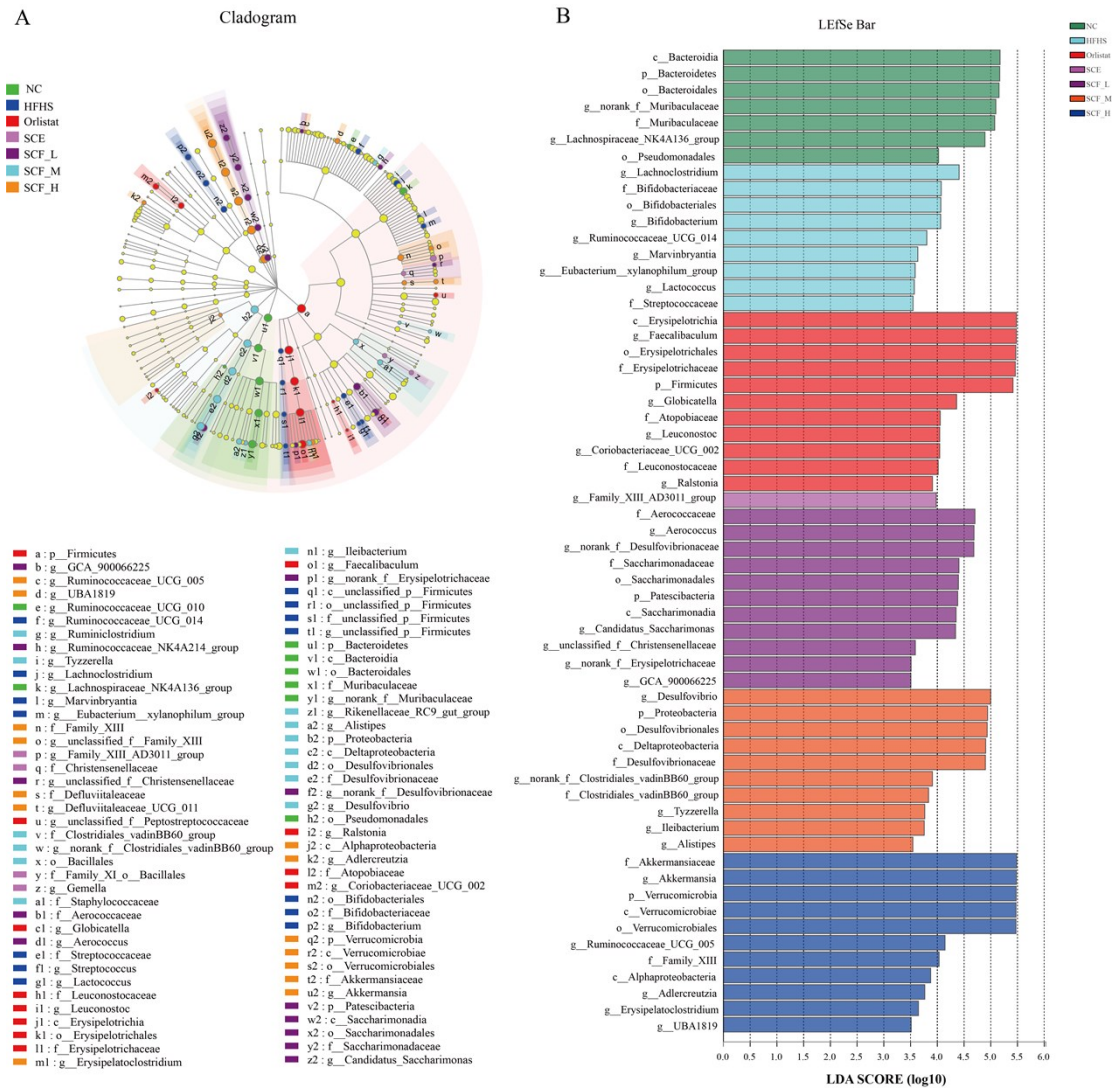 A
Cladogram
NC
HFHS
Orlistat
SCE
SCF_L
SCF_M
SCF_H
a : p__Firmicutes
b : g__GCA_900066225
c : g__Ruminococcaceae_UCG_005
d : g__UBA1819
e : g__Ruminococcaceae_UCG_010
f : g__Ruminococcaceae_UCG_014
g : g__Ruminiclostridium
h : g__Ruminococcaceae_NK4A214_group
i : g__Tyzzerella
j : g__Lachnoclostridium
k : g__Lachnospiraceae_NK4A136_group
l : g__Marvinbryantia
m : g___Eubacterium__xylanophilum_group
n : f__Family_XIII
o : g__unclassified_f__Family_XIII
p : g__Family_XIII_AD3011_group
q : f__Christensenellaceae
r : g__unclassified_f__Christensenellaceae
s : f__Defluviitaleaceae
t : g__Defluviitaleaceae_UCG_011
u : g__unclassified_f__Peptostreptococcaceae
v : f__Clostridiales_vadinBB60_group
w : g__norank_f__Clostridiales_vadinBB60_group
x : o__Bacillales
y : f__Family_XI_o__Bacillales
z : g__Gemella
a1 : f__Staphylococcaceae
b1 : f__Aerococcaceae
c1 : g__Globicatella
d1 : g__Aerococcus
e1 : f__Streptococcaceae
f1 : g__Streptococcus
g1 : g__Lactococcus
h1 : f__Leuconostocaceae
i1 : g__Leuconostoc
j1 : c__Erysipelotrichia
k1 : o__Erysipelotrichales
l1 : f__Erysipelotrichaceae
m1 : g__Erysipelatoclostridium
n1 : g__Ileibacterium
o1 : g__Faecalibaculum
p1 : g__norank_f__Erysipelotrichaceae
q1 : c__unclassified_p__Firmicutes
r1 : o__unclassified_p__Firmicutes
s1 : f__unclassified_p__Firmicutes
t1 : g__unclassified_p__Firmicutes
u1 : p__Bacteroidetes
v1 : c__Bacteroidia
w1 : o__Bacteroidales
x1 : f__Muribaculaceae
y1 : g__norank_f__Muribaculaceae
z1 : g__Rikenellaceae_RC9_gut_group
a2 : g__Alistipes
b2 : p__Proteobacteria
c2 : c__Deltaproteobacteria
d2 : o__Desulfovibrionales
e2 : f__Desulfovibrionaceae
f2 : g__norank_f__Desulfovibrionaceae
g2 : g__Desulfovibrio
h2 : o__Pseudomonadales
i2 : g__Ralstonia
j2 : c__Alphaproteobacteria
k2 : g__Adlercreutzia
l2 : f__Atopobiaceae
m2 : g__Coriobacteriaceae_UCG_002
n2 : o__Bifidobacteriales
o2 : f__Bifidobacteriaceae
p2 : g__Bifidobacterium
q2 : p__Verrucomicrobia
r2 : c__Verrucomicrobiae
s2 : o__Verrucomicrobiales
t2 : f__Akkermansiaceae
u2 : g__Akkermansia
v2 : p__Patescibacteria
w2 : c__Saccharimonadia
x2 : o__Saccharimonadales
y2 : f__Saccharimonadaceae
z2 : g__Candidatus_Saccharimonas
B
LEfSe Bar
NC
HFHS
Orlistat
SCE
SCF_L
SCF_M
SCF_H
c__Bacteroidia
p__Bacteroidetes
o__Bacteroidales
g__norank_f__Muribaculaceae
f__Muribaculaceae
g__Lachnospiraceae_NK4A136_group
o__Pseudomonadales
g__Lachnoclostridium
f__Bifidobacteriaceae
o__Bifidobacteriales
g__Bifidobacterium
g__Ruminococcaceae_UCG_014
g__Marvinbryantia
g___Eubacterium__xylanophilum_group
g__Lactococcus
f__Streptococcaceae
c__Erysipelotrichia
g__Faecalibaculum
o__Erysipelotrichales
f__Erysipelotrichaceae
p__Firmicutes
g__Globicatella
f__Atopobiaceae
g__Leuconostoc
g__Coriobacteriaceae_UCG_002
f__Leuconostocaceae
g__Ralstonia
g__Family_XIII_AD3011_group
f__Aerococcaceae
g__Aerococcus
g__norank_f__Desulfovibrionaceae
f__Saccharimonadaceae
o__Saccharimonadales
p__Patescibacteria
c__Saccharimonadia
g__Candidatus_Saccharimonas
g__unclassified_f__Christensenellaceae
g__norank_f__Erysipelotrichaceae
g__GCA_900066225
g__Desulfovibrio
p__Proteobacteria
o__Desulfovibrionales
c__Deltaproteobacteria
f__Desulfovibrionaceae
g__norank_f__Clostridiales_vadinBB60_group
f__Clostridiales_vadinBB60_group
g__Tyzzerella
g__Ileibacterium
g__Alistipes
f__Akkermansiaceae
g__Akkermansia
p__Verrucomicrobia
c__Verrucomicrobiae
o__Verrucomicrobiales
g__Ruminococcaceae_UCG_005
f__Family_XIII
c__Alphaproteobacteria
g__Adlercreutzia
g__Erysipelatoclostridium
g__UBA1819
0.0 0.5 1.0 1.5 2.0 2.5 3.0 3.5 4.0 4.5 5.0 5.5 6.0
LDA SCORE (log10)